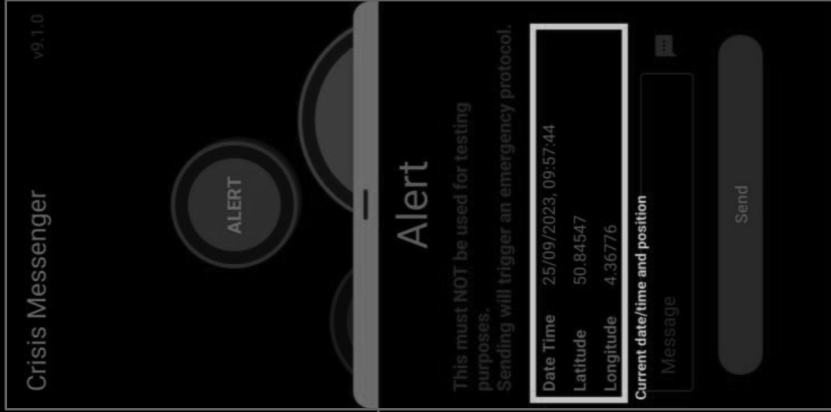 Crisis Messenger
v9.1.0
ALERT
Alert
This must NOT be used for testing
purposes.
Sending will trigger an emergency protocol.
Date Time 25/09/2023, 09:57:44
Latitude 50.84547
Longitude 4.36776
Current date/time and position
Message
Send